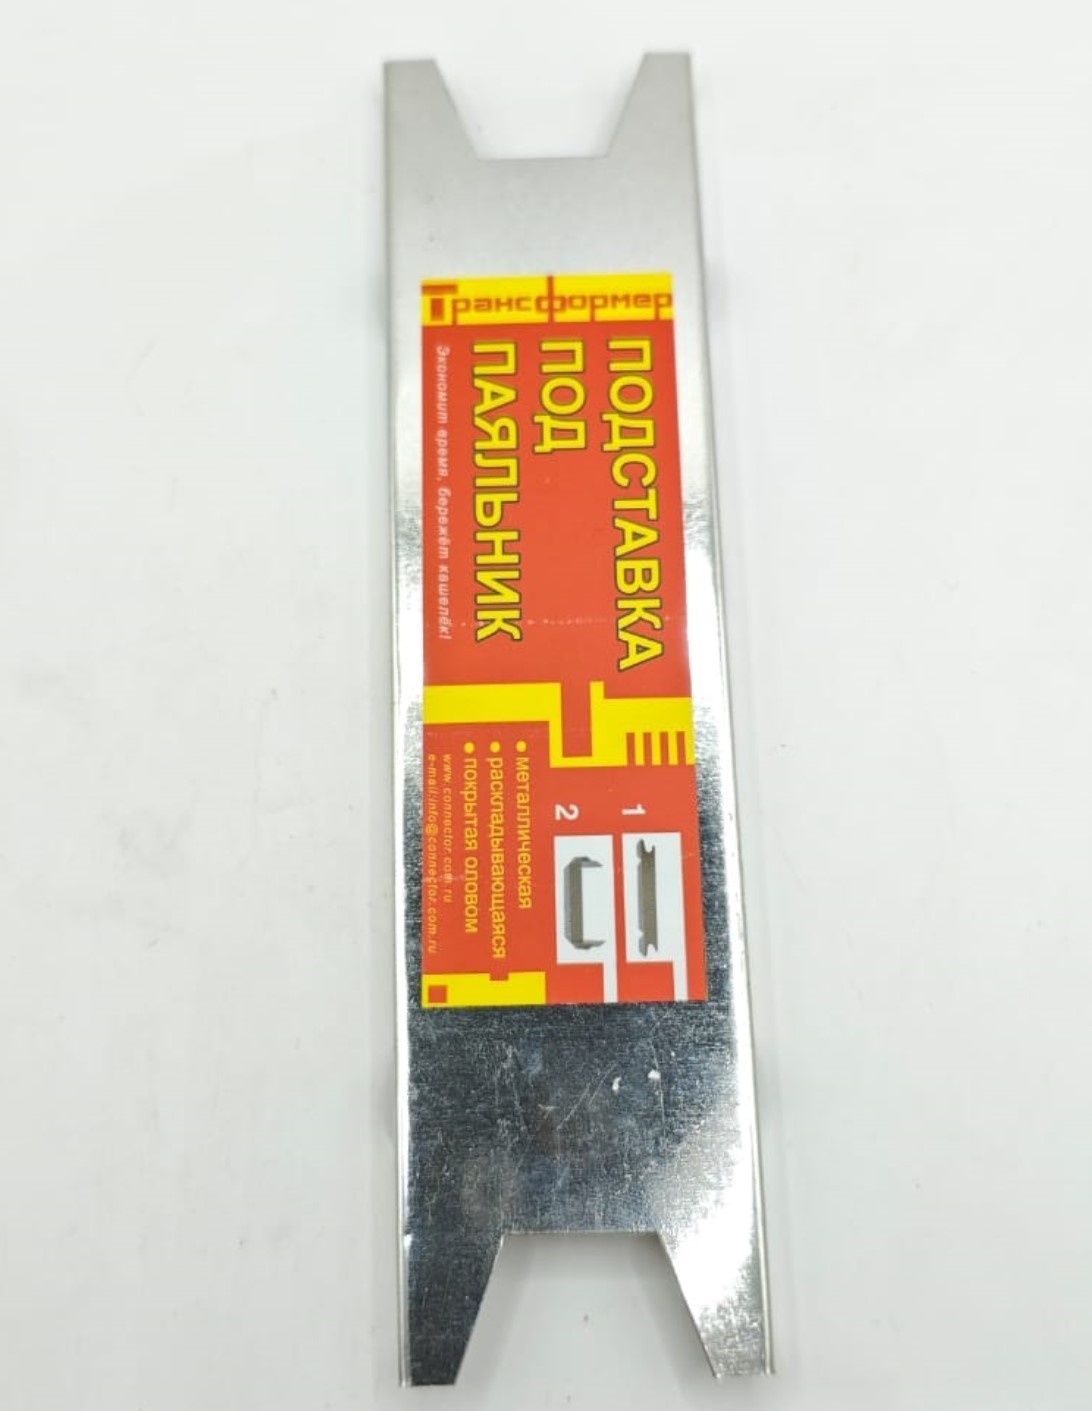 Трансформер
ПОДСТАВКА
ПОД
ПАЯЛЬНИК
Экономит время, бережёт кошелёк!
1
2
• металлическая
• раскладывающаяся
• покрытая оловом
www.connector.com.ru
e-mail:info@connector.com.ru